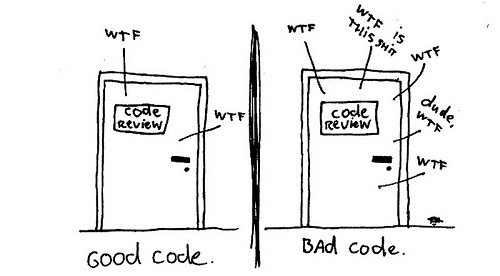 WTF
code
REVIEW
WTF
GOOD code.
WTF
WTF is
THIS SHIT
WTF
code
REVIEW
dude,
WTF
WTF
BAd code.